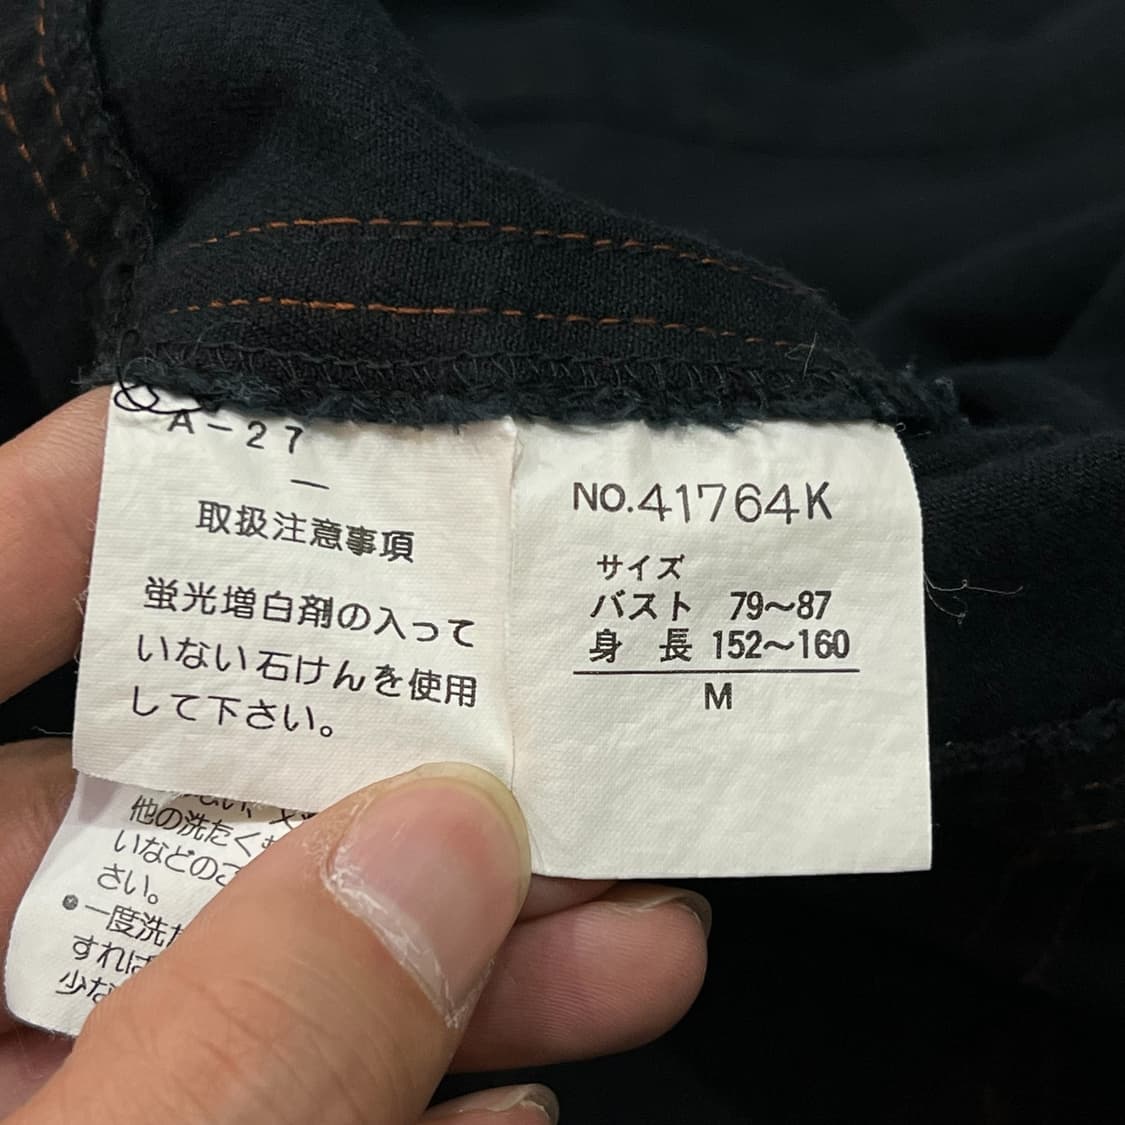 A-27
取扱注意事項
蛍光増白剤の入って
いない石けんを使用
して下さい。
他の洗たく
いなどの
さい。
●一度洗
すれば
少な
NO.41764K
サイズ
バスト 79〜87
身 長 152〜160
M